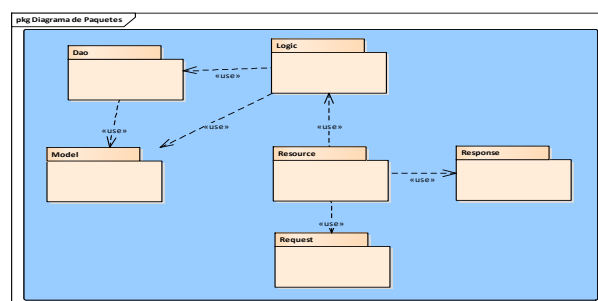 pkg Diagrama de Paquetes
Logic
Dao
«use»
«use»
«use»
«use»
Model
Resource
Response
«use»
«use»
Request